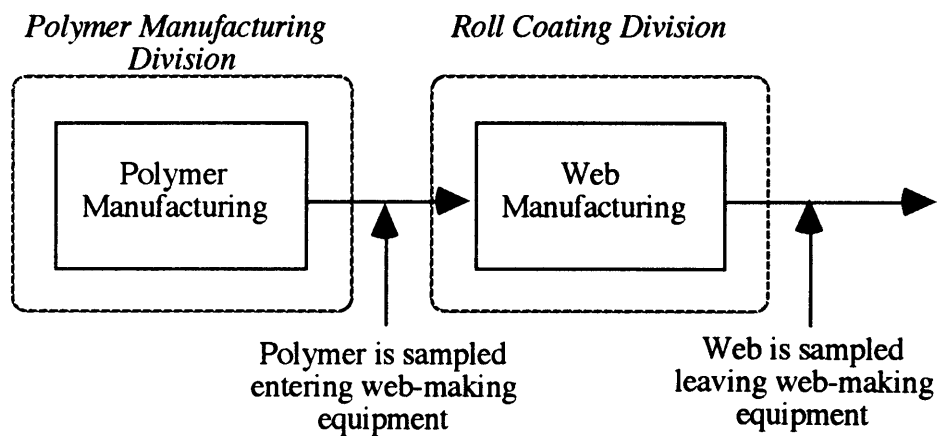 Polymer Manufacturing
Division
Roll Coating Division
Polymer
Manufacturing
Web
Manufacturing
Polymer is sampled
entering web-making
equipment
Web is sampled
leaving web-making
equipment